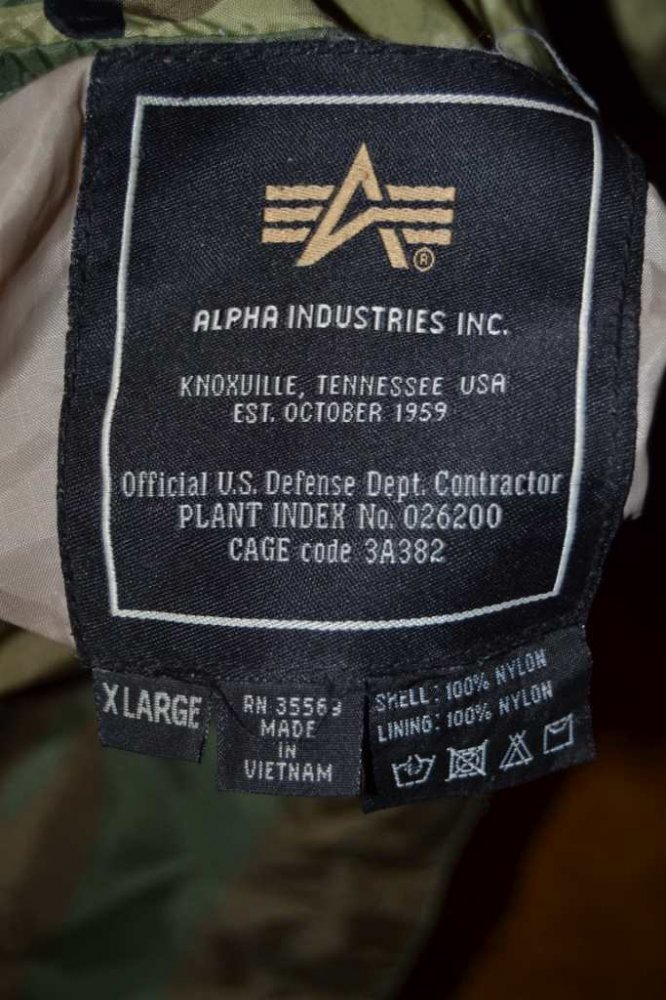 ®
ALPHA INDUSTRIES INC.
KNOXVILLE, TENNESSEE USA
EST. OCTOBER 1959
Official U.S. Defense Dept. Contractor
PLANT INDEX No. 026200
CAGE code 3A382
X LARGE
RN 35563
MADE
IN
VIETNAM
SHELL: 100% NYLON
LINING: 100% NYLON